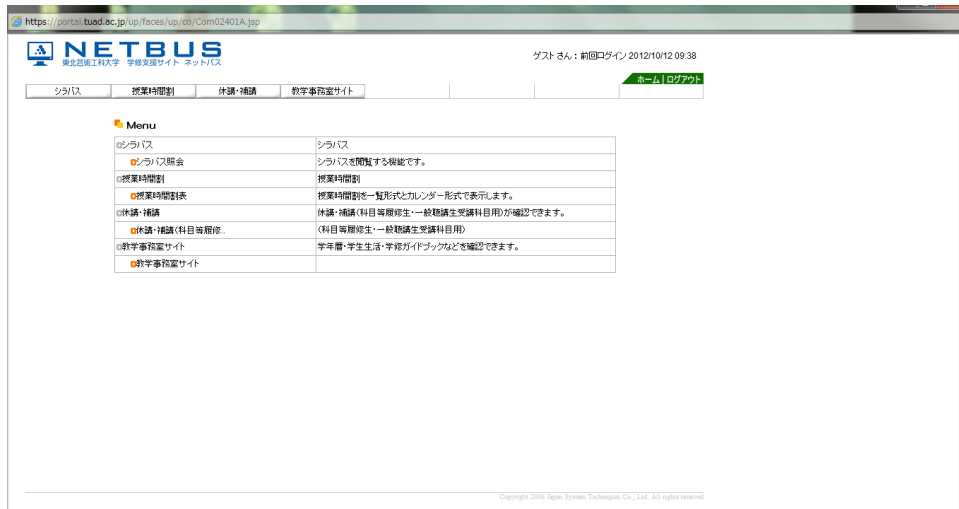 https://portal.tuad.ac.jp/up/faces/up/co/Com02401A.jsp
NETBUS
東北芸術工科大学 学修支援サイト ネットバス
ゲスト さん：前回ログイン 2012/10/12 09:38
ホーム | ログアウト
シラバス 授業時間割 休講・補講 教学事務室サイト
Menu
シラバス シラバス
シラバス照会 シラバスを閲覧する機能です。
授業時間割 授業時間割
授業時間割表 授業時間割を一覧形式とカレンダー形式で表示します。
休講・補講 休講・補講(科目等履修生・一般聴講生受講科目用)が確認できます。
休講・補講(科目等履修.. (科目等履修生・一般聴講生受講科目用)
教学事務室サイト 学年暦・学生生活・学修ガイドブックなどを確認できます。
教学事務室サイト
Copyright 2009 Japan System Techniques Co., Ltd. All rights reserved